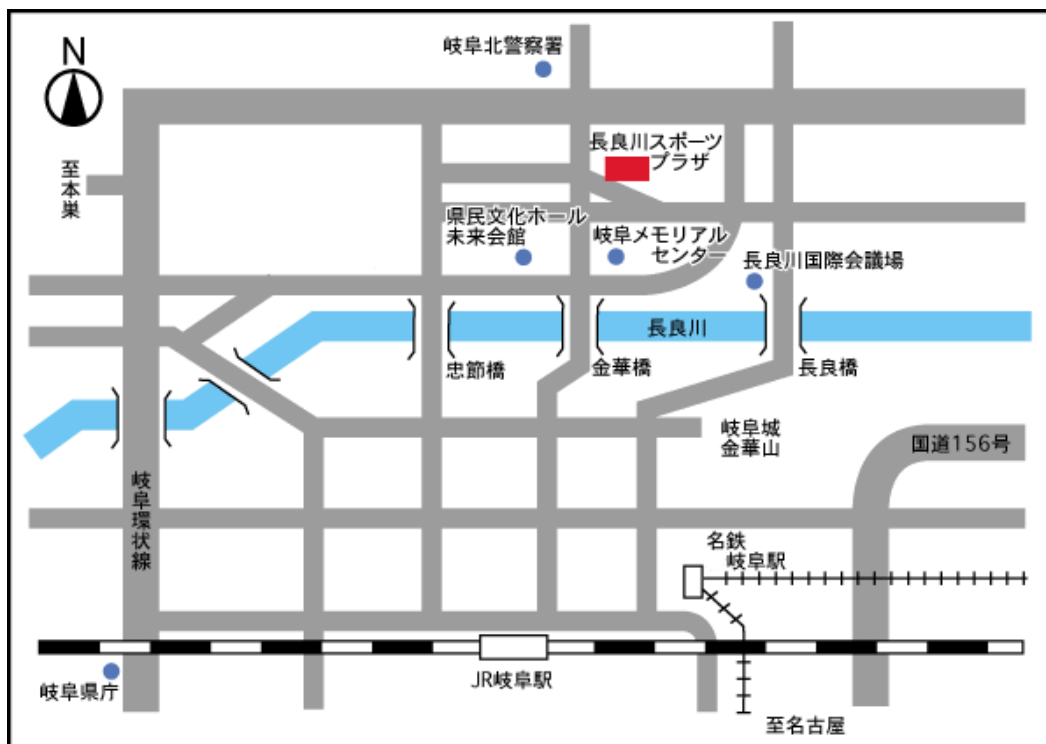 N
岐阜北警察署
長良川スポーツ
プラザ
至本巣
県民文化ホール
未来会館
岐阜メモリアル
センター
長良川国際会議場
長良川
忠節橋
金華橋
長良橋
岐阜城
金華山
国道156号
岐阜環状線
名鉄
岐阜駅
JR岐阜駅
岐阜県庁
至名古屋